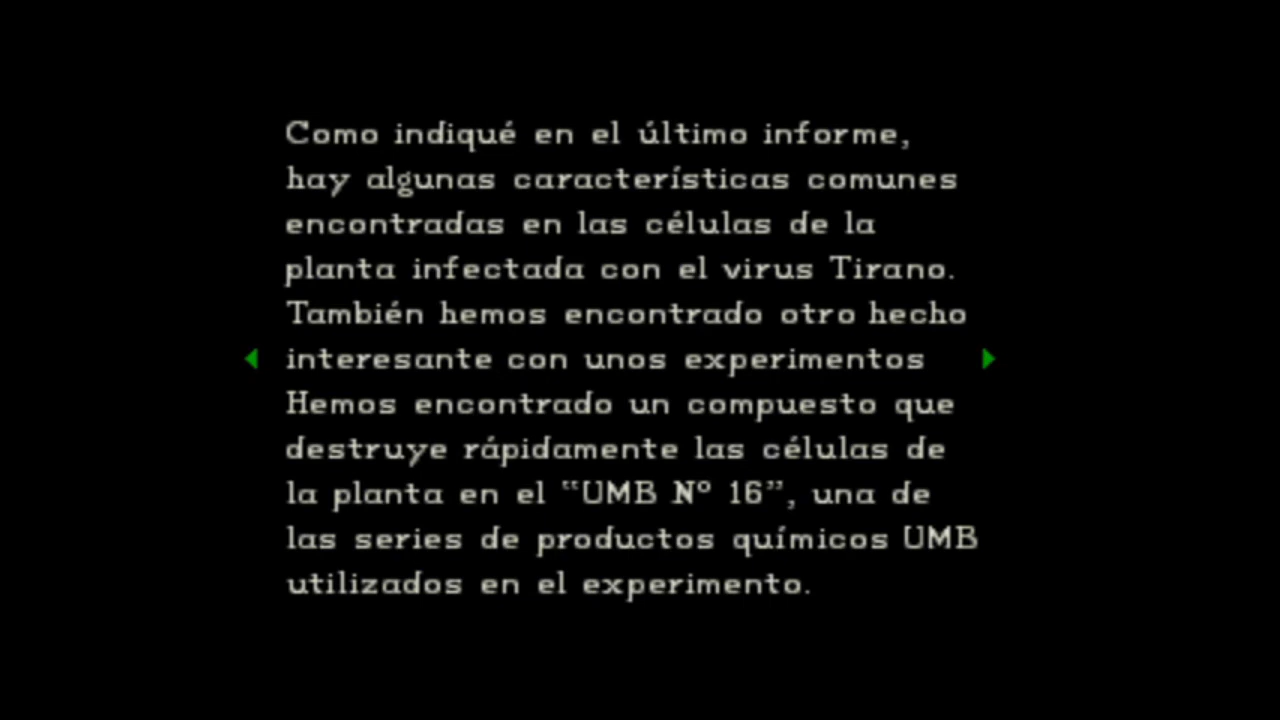 Como indiqué en el último informe,
hay algunas características comunes
encontradas en las células de la
planta infectada con el virus Tirano.
También hemos encontrado otro hecho
interesante con unos experimentos
Hemos encontrado un compuesto que
destruye rápidamente las células de
la planta en el “UMB Nº 16”, una de
las series de productos químicos UMB
utilizados en el experimento.